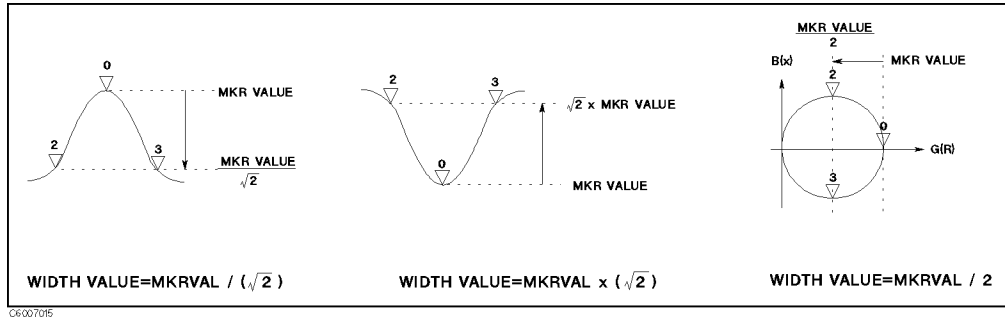 0
MKR VALUE
2
3
MKR VALUE
√2
WIDTH VALUE=MKRVAL / (√2)
2
3
√2 x MKR VALUE
0
MKR VALUE
WIDTH VALUE=MKRVAL x (√2)
MKR VALUE
2
B(x)
MKR VALUE
2
0
G(R)
3
WIDTH VALUE=MKRVAL / 2
C6007015